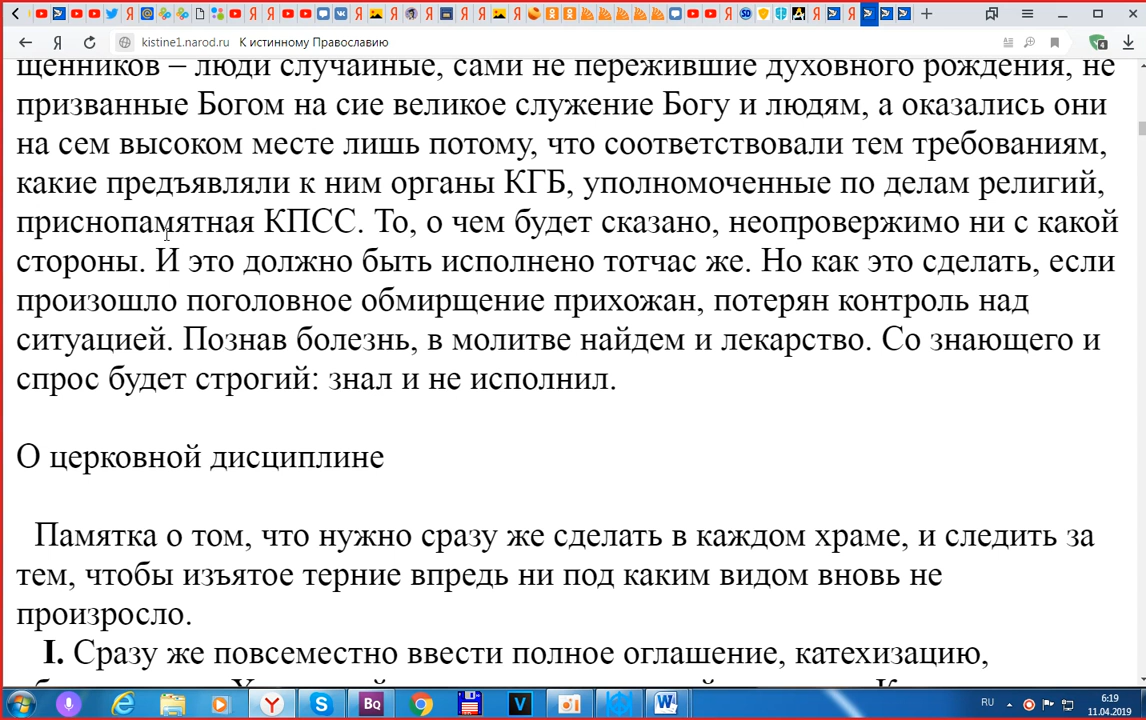 kistine1.narod.ru К истинному Православию
4
щенников – люди случайные, сами не пережившие духовного рождения, не
призванные Богом на сие великое служение Богу и людям, а оказались они
на сем высоком месте лишь потому, что соответствовали тем требованиям,
какие предъявляли к ним органы КГБ, уполномоченные по делам религий,
приснопамятная КПСС. То, о чем будет сказано, неопровержимо ни с какой
стороны. И это должно быть исполнено тотчас же. Но как это сделать, если
произошло поголовное обмирщение прихожан, потерян контроль над
ситуацией. Познав болезнь, в молитве найдем и лекарство. Со знающего и
спрос будет строгий: знал и не исполнил.
О церковной дисциплине
Памятка о том, что нужно сразу же сделать в каждом храме, и следить за
тем, чтобы изъятое терние впредь ни под каким видом вновь не
произросло.
I. Сразу же повсеместно ввести полное оглашение, катехизацию,
RU 6:19
11.04.2019